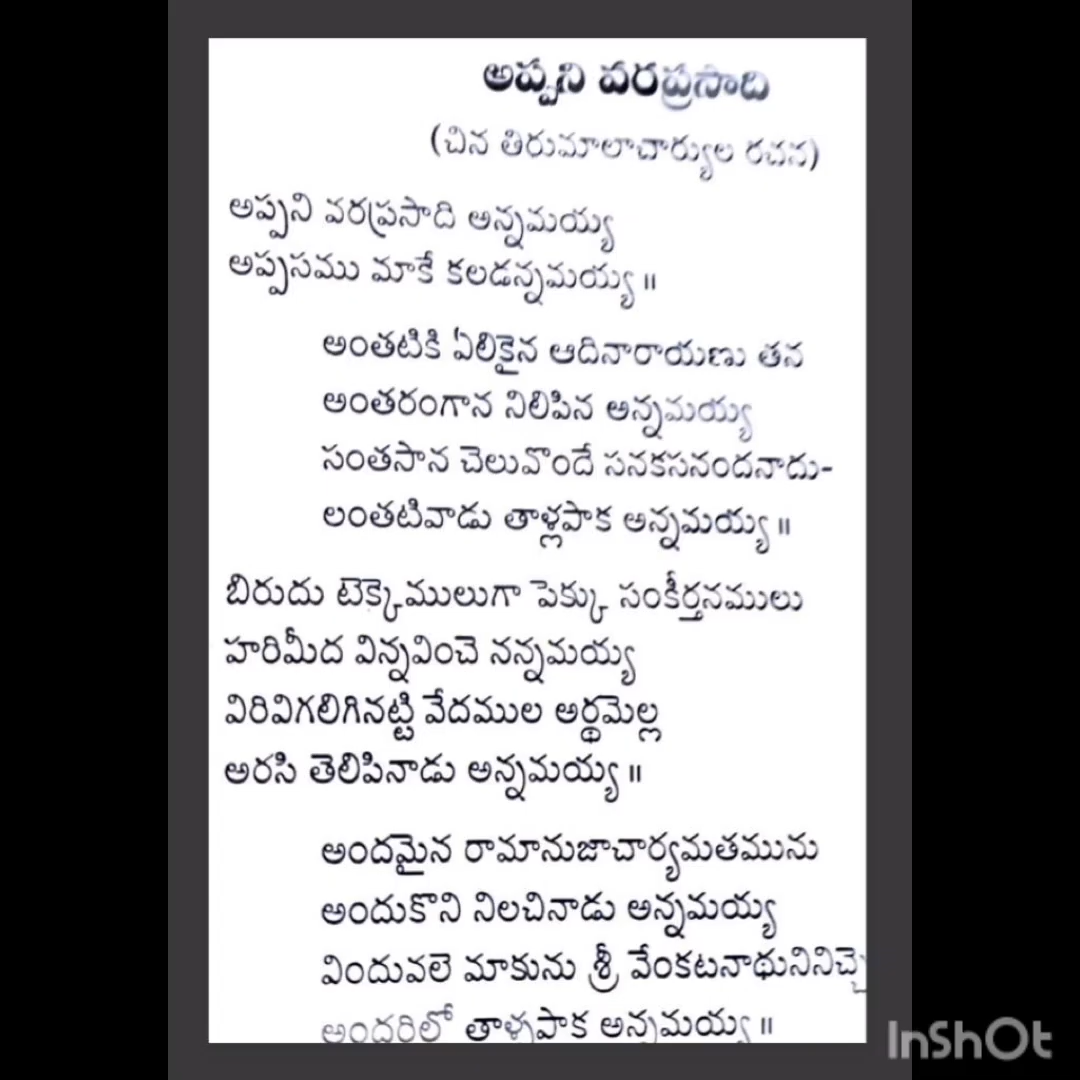 అప్పని వరప్రసాది
(చిన తిరుమాలాచార్యుల రచన)
అప్పని వరప్రసాది అన్నమయ్య
అప్పసము మాకే కలడన్నమయ్య ॥
అంతటికి ఏలికైన ఆదినారాయణు తన
అంతరంగాన నిలిపిన అన్నమయ్య
సంతసాన చెలువొందే సనకసనందనాదు-
లంతటివాడు తాళ్లపాక అన్నమయ్య ॥
బిరుదు టెక్కెములుగా పెక్కు సంకీర్తనములు
హరిమీద విన్నవించె నన్నమయ్య
విరివిగలిగినట్టి వేదముల అర్థమెల్ల
అరసి తెలిపినాడు అన్నమయ్య ॥
అందమైన రామానుజాచార్యమతమును
అందుకొని నిలచినాడు అన్నమయ్య
విందువలె మాకును శ్రీ వేంకటనాథునినిచ్చె
అందరిలో తాళ్ళపాక అన్నమయ్య ॥
InShOt